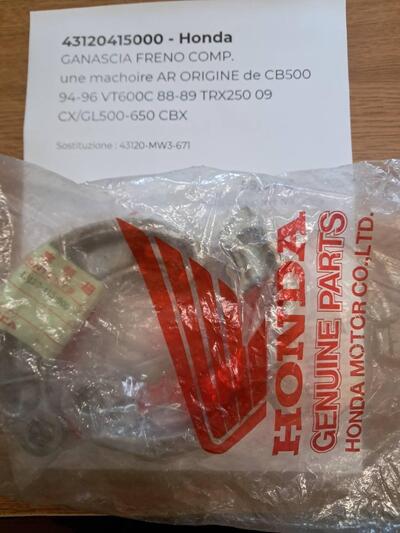 43120415000 - Honda
GANASCIA FRENO COMP.
une machoire AR ORIGINE de CB500
94-96 VT600C 88-89 TRX250 09
CX/GL500-650 CBX
Sostituzione : 43120-MW3-671
HONDA
GENUINE PARTS
HONDA MOTOR CO.,LTD.